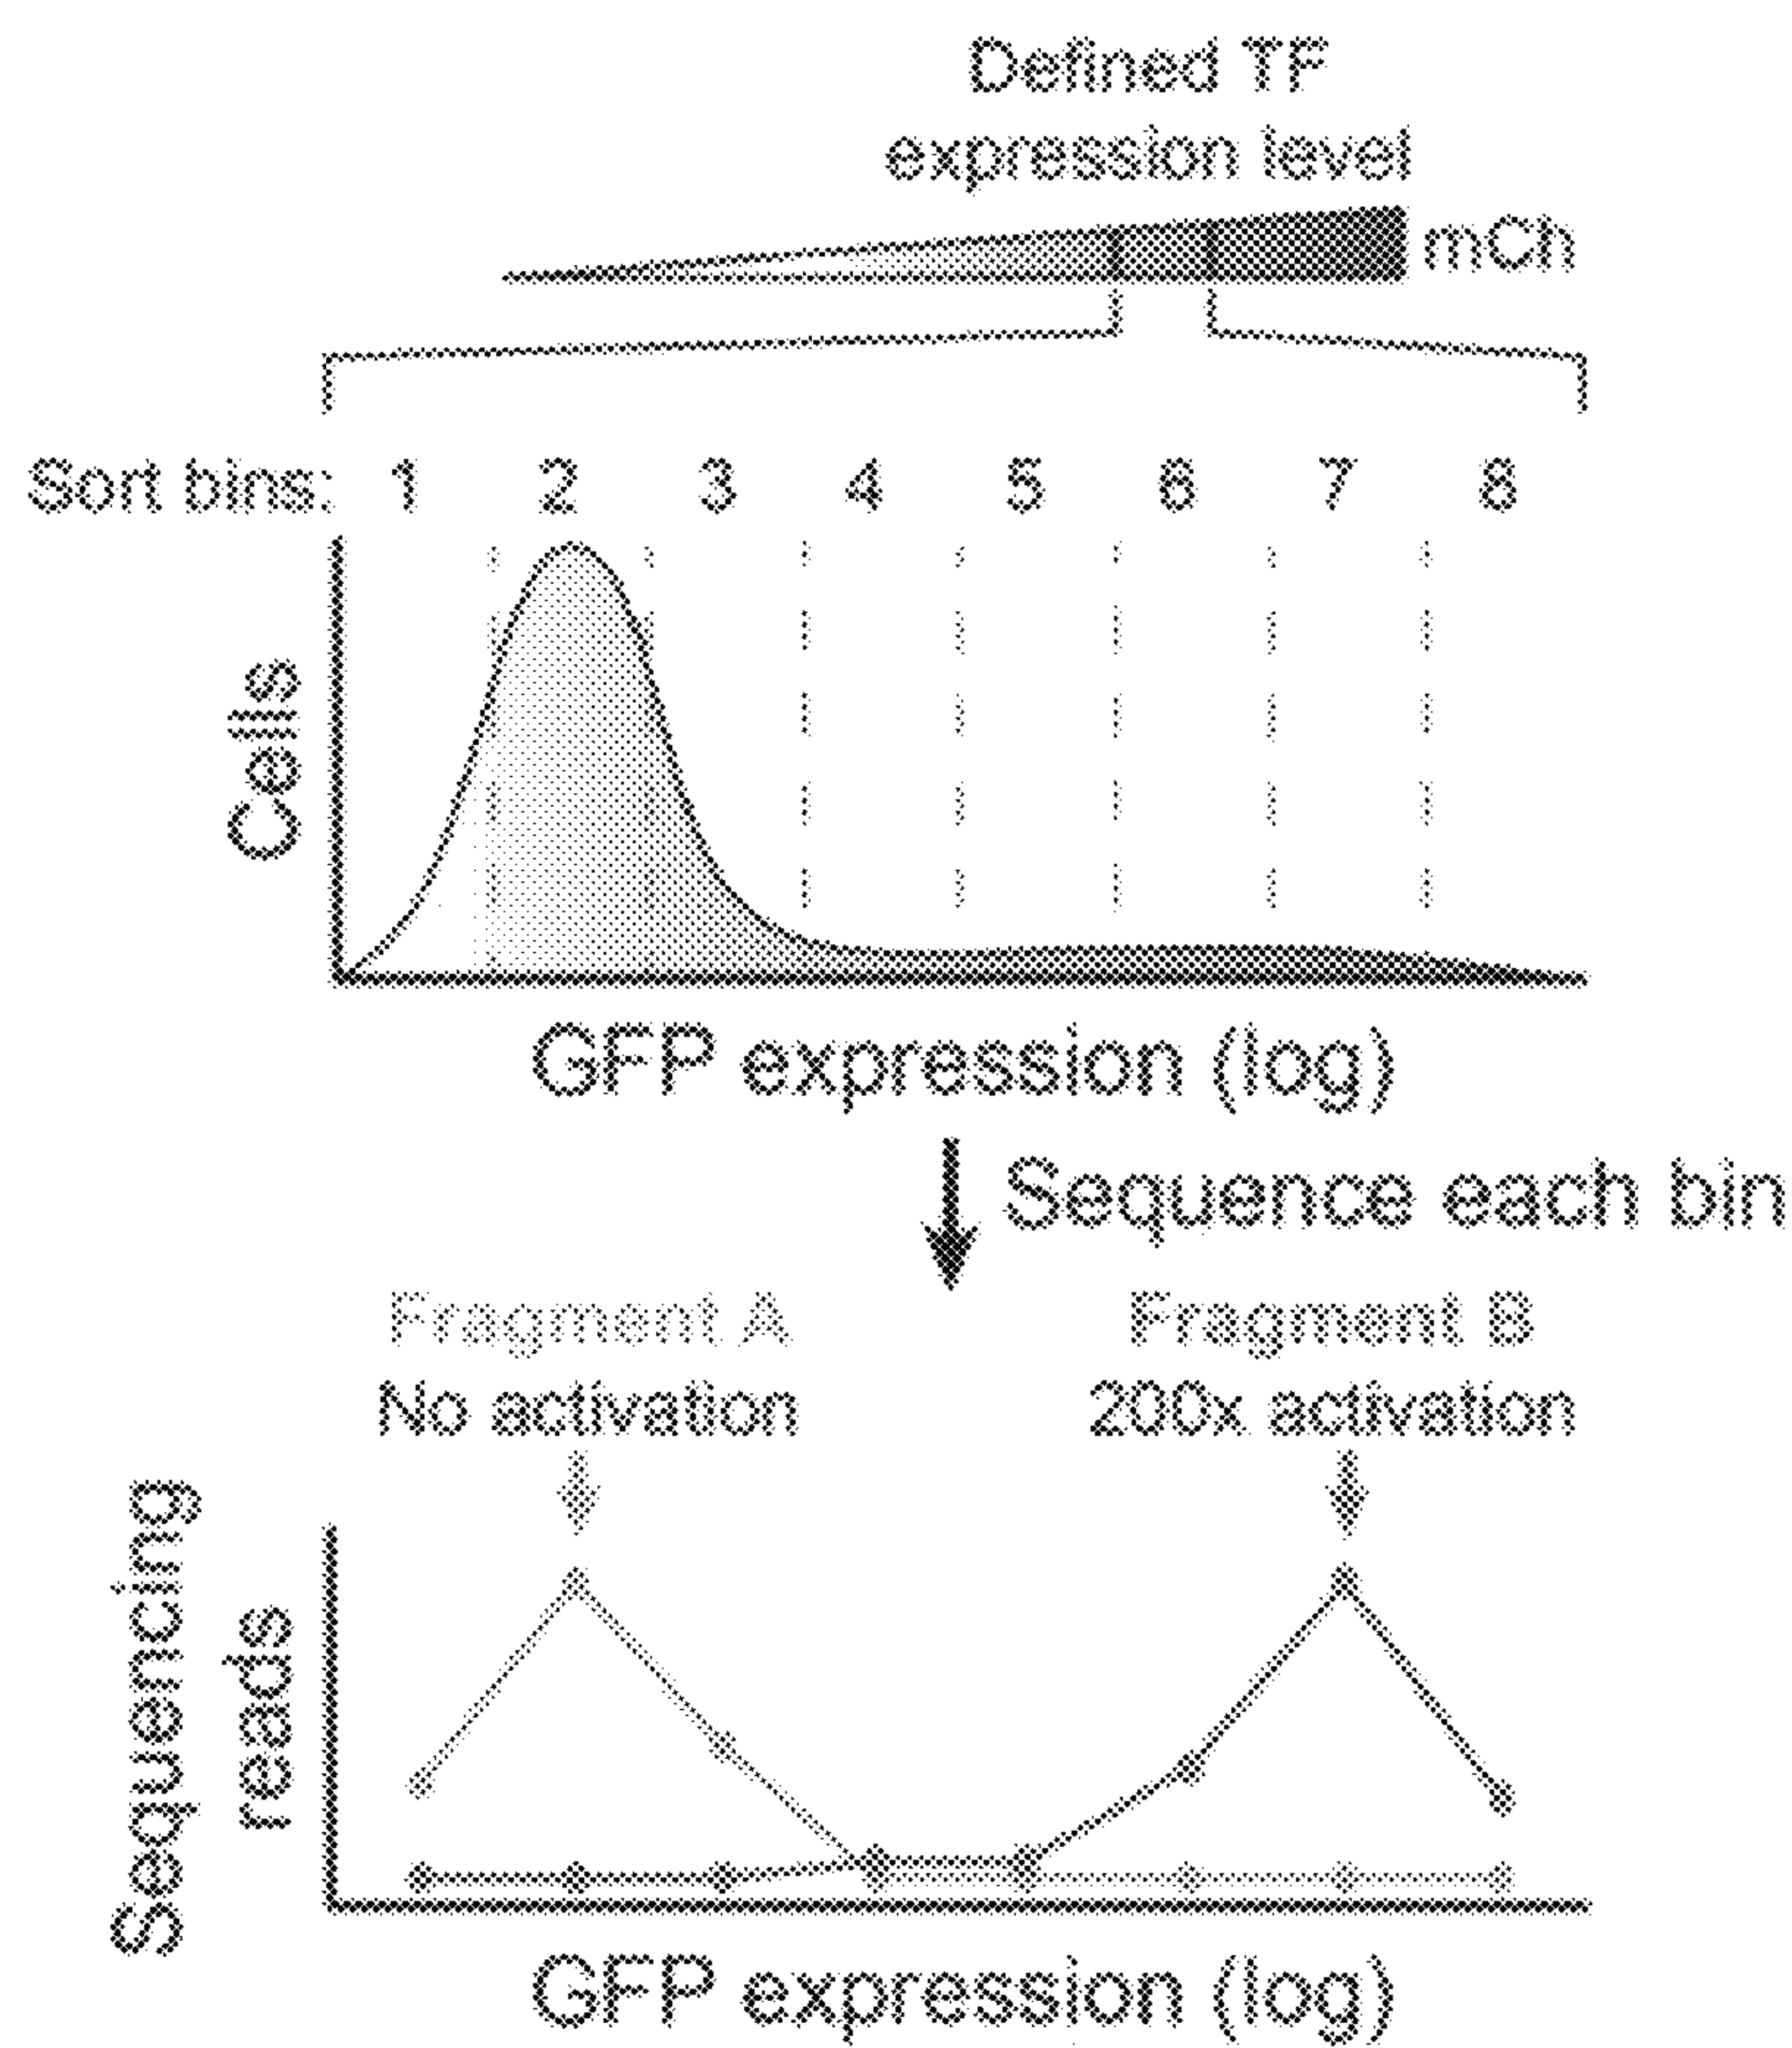 Defined TF
expression level
mCh
Sort bins: 1 2 3 4 5 6 7 8
Cells
GFP expression (log)
Sequence each bin
Fragment A
No activation
Fragment B
200x activation
Sequencing
reads
GFP expression (log)